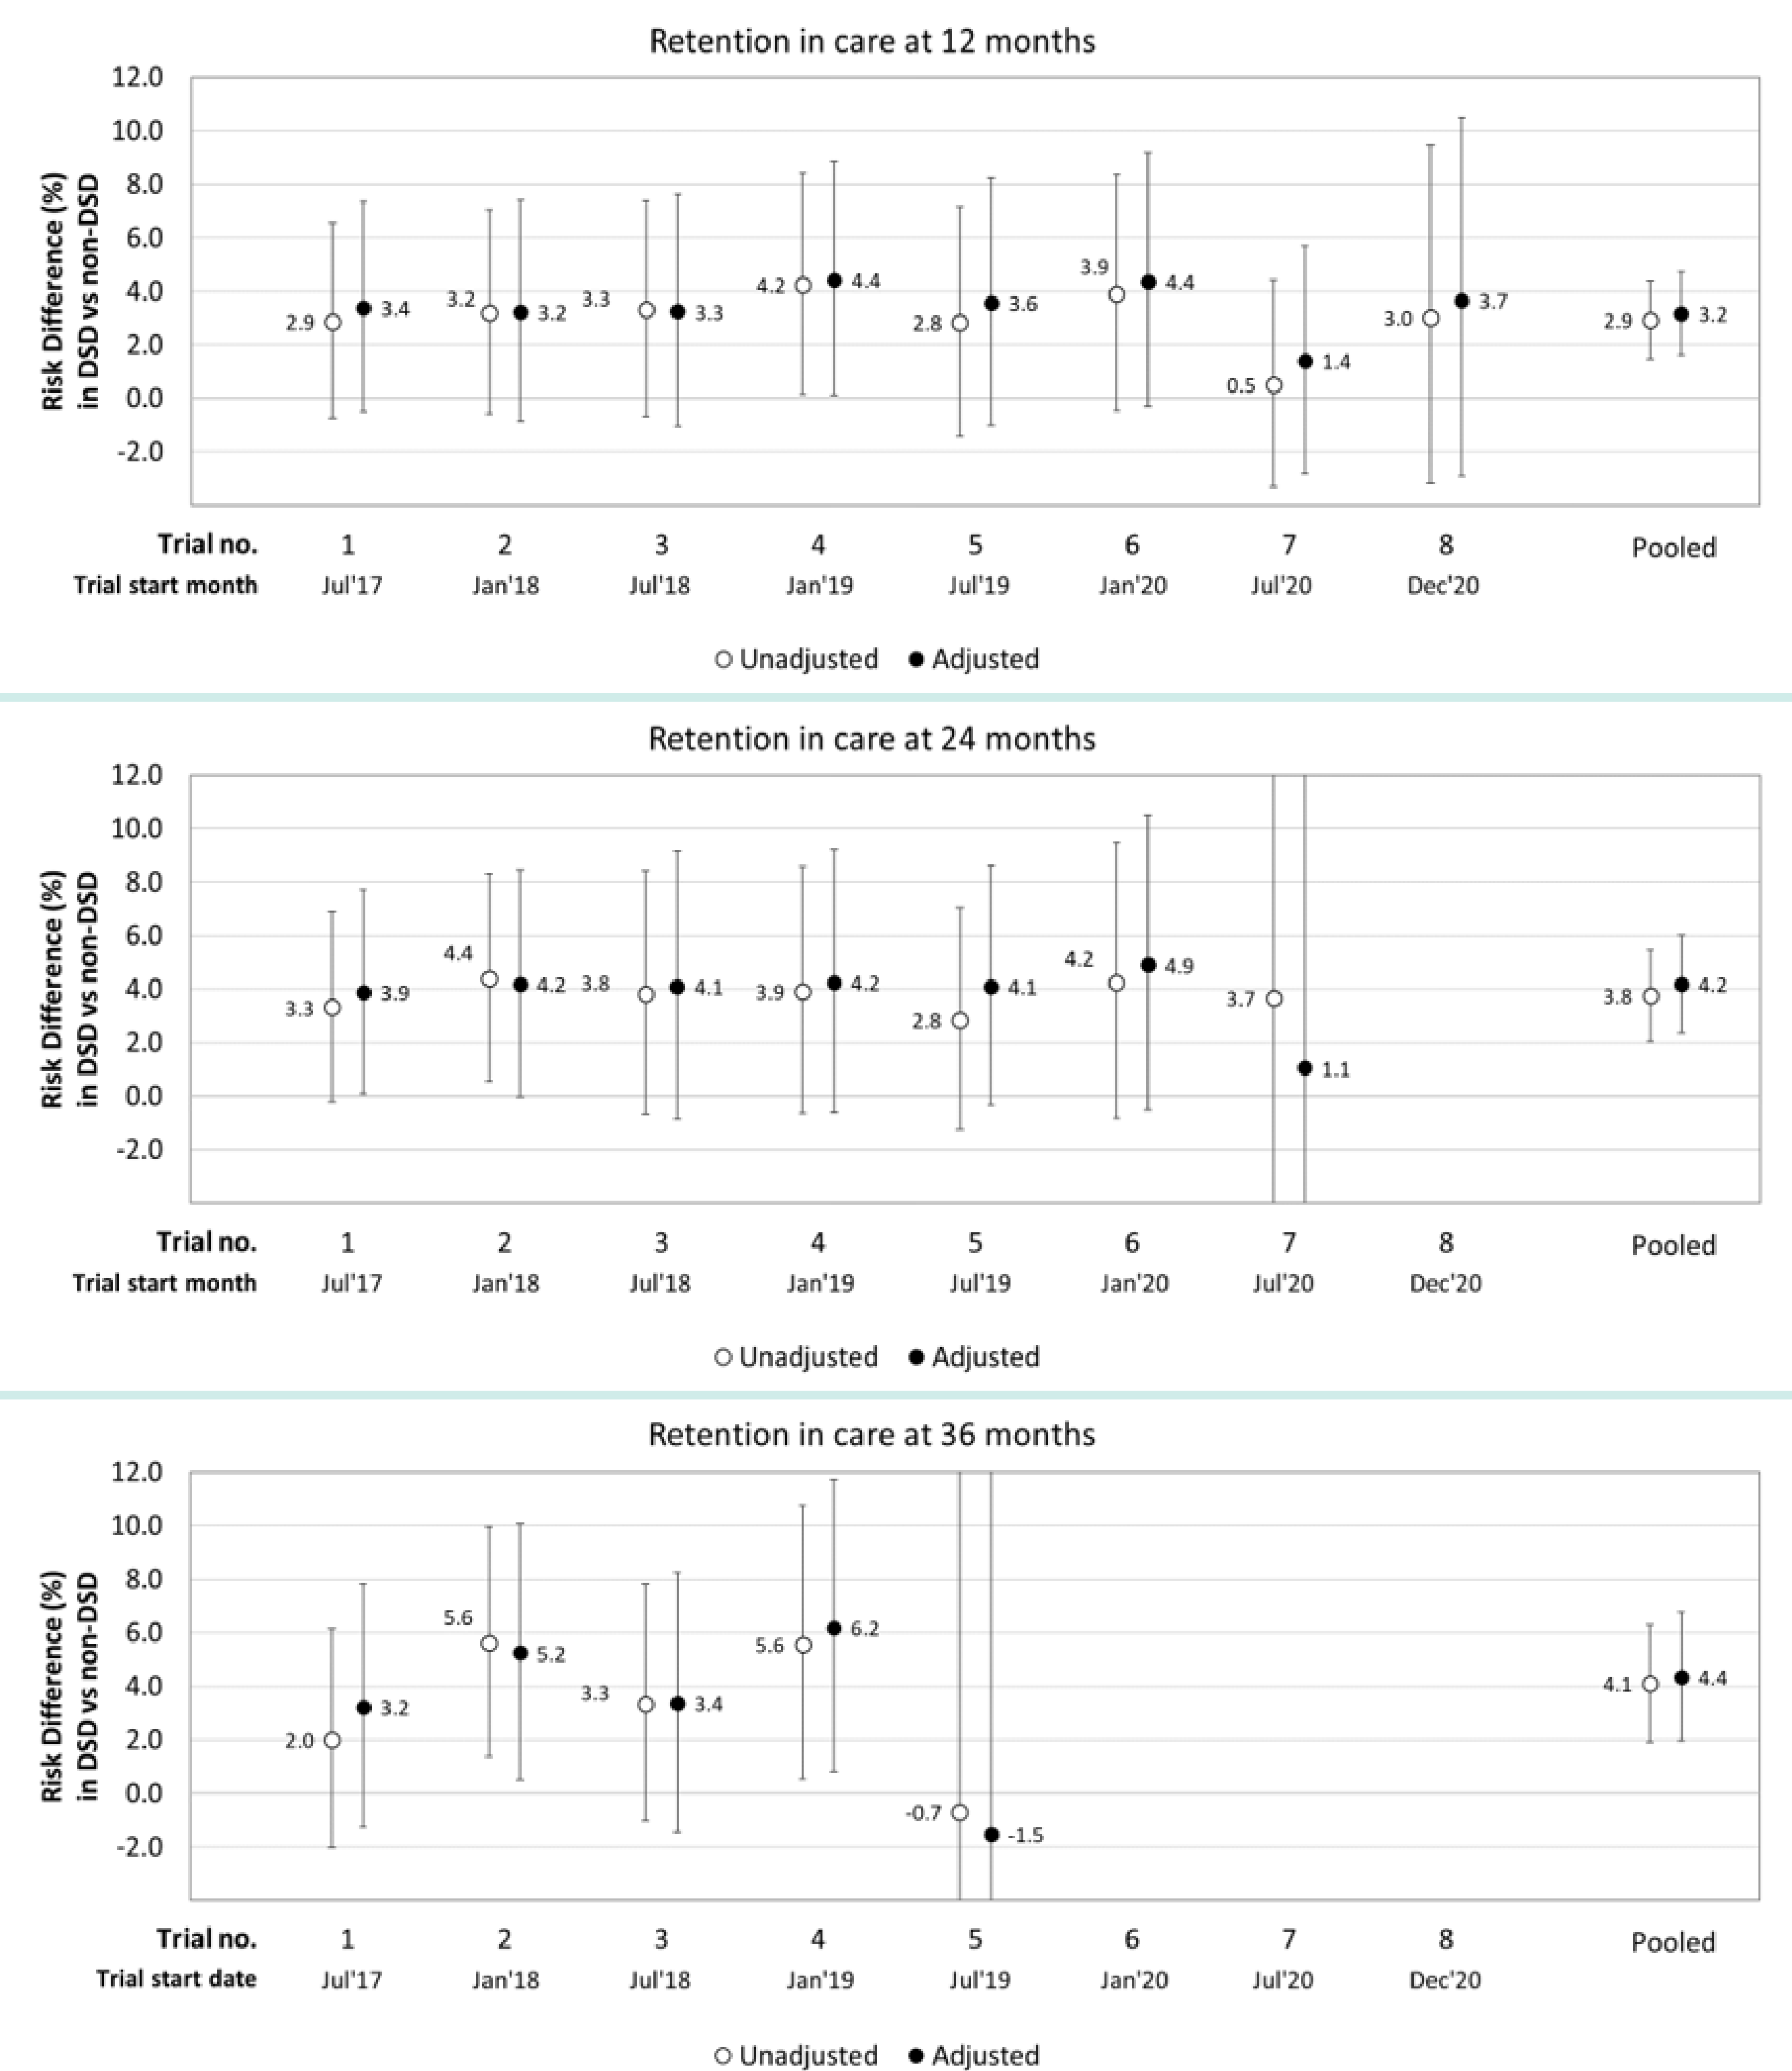 Retention in care at 12 months
Risk Difference (%)
in DSD vs non-DSD
12.0
10.0
8.0
6.0
4.0
2.0
0.0
-2.0
2.9 3.4 3.2 3.2 3.3 3.3 4.2 4.4 2.8 3.6 3.9 4.4 0.5 1.4 3.0 3.7 2.9 3.2
Trial no. 1 2 3 4 5 6 7 8 Pooled
Trial start month Jul'17 Jan'18 Jul'18 Jan'19 Jul'19 Jan'20 Jul'20 Dec'20
Unadjusted Adjusted
Retention in care at 24 months
Risk Difference (%)
in DSD vs non-DSD
12.0
10.0
8.0
6.0
4.0
2.0
0.0
-2.0
3.3 3.9 4.4 4.2 3.8 4.1 3.9 4.2 2.8 4.1 4.2 4.9 3.7 1.1 3.8 4.2
Trial no. 1 2 3 4 5 6 7 8 Pooled
Trial start month Jul'17 Jan'18 Jul'18 Jan'19 Jul'19 Jan'20 Jul'20 Dec'20
Unadjusted Adjusted
Retention in care at 36 months
Risk Difference (%)
in DSD vs non-DSD
12.0
10.0
8.0
6.0
4.0
2.0
0.0
-2.0
2.0 3.2 5.6 5.2 3.3 3.4 5.6 6.2 -0.7 -1.5 4.1 4.4
Trial no. 1 2 3 4 5 6 7 8 Pooled
Trial start date Jul'17 Jan'18 Jul'18 Jan'19 Jul'19 Jan'20 Jul'20 Dec'20
Unadjusted Adjusted